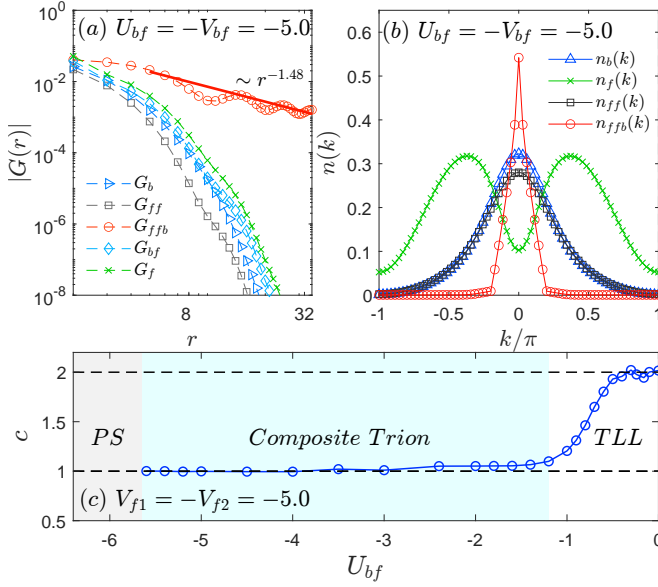 (a) U_bf = −V_bf = −5.0
10^0
10^-2
10^-4
10^-6
10^-8
|G(r)|
∼ r^−1.48
G_b
G_ff
G_ffb
G_bf
G_f
8
32
r
(b) U_bf = −V_bf = −5.0
0.6
0.5
0.4
0.3
0.2
0.1
0
n(k)
n_b(k)
n_f(k)
n_ff(k)
n_ffb(k)
-1
-0.5
0
0.5
1
k/π
2
1.5
1
0.5
c
PS
Composite Trion
TLL
(c) V_f1 = −V_f2 = −5.0
-6
-5
-4
-3
-2
-1
0
U_bf